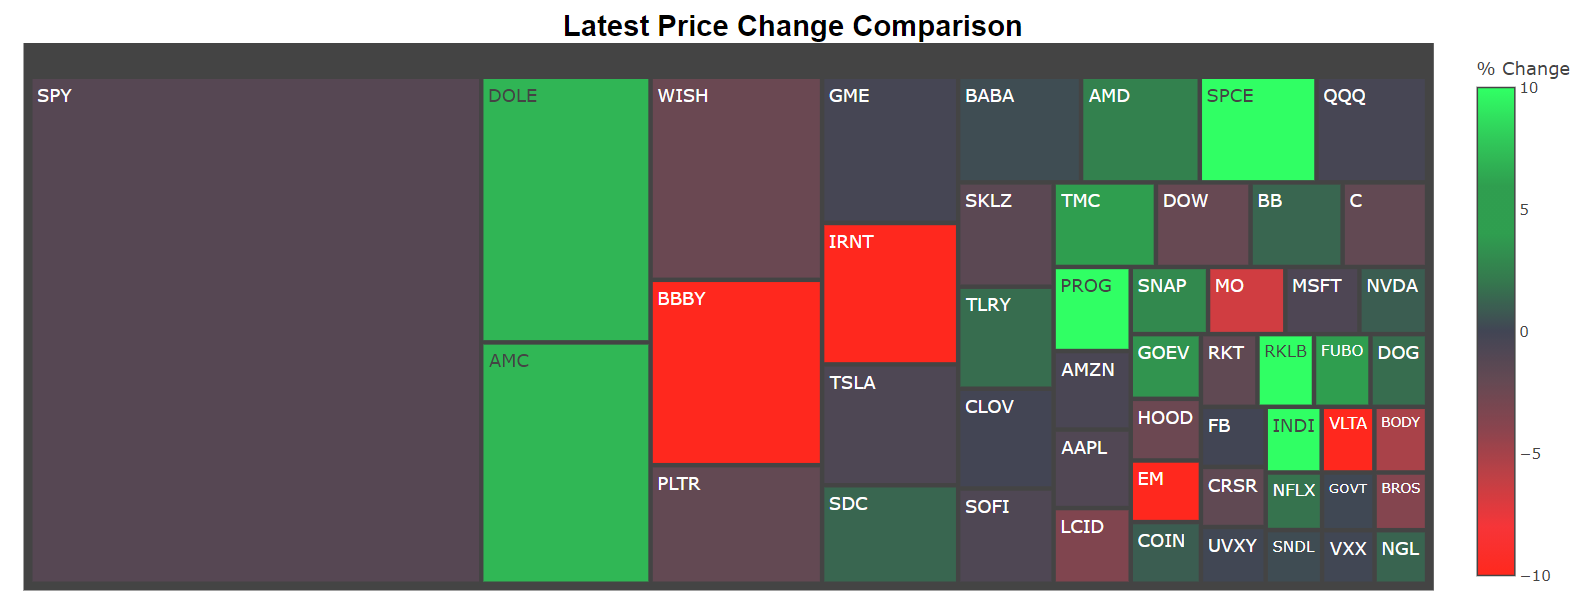 Latest Price Change Comparison
% Change
SPY
DOLE
AMC
WISH
BBBY
PLTR
GME
IRNT
TSLA
SDC
BABA
AMD
SPCE
QQQ
SKLZ
TLRY
CLOV
SOFI
TMC
DOW
BB
C
PROG
AMZN
AAPL
LCID
SNAP
MO
MSFT
NVDA
GOEV
HOOD
EM
COIN
RKT
RKLB
FUBO
DOG
FB
INDI
VLTA
BODY
CRSR
NFLX
GOVT
BROS
UVXY
SNDL
VXX
NGL
10
5
0
−5
−10